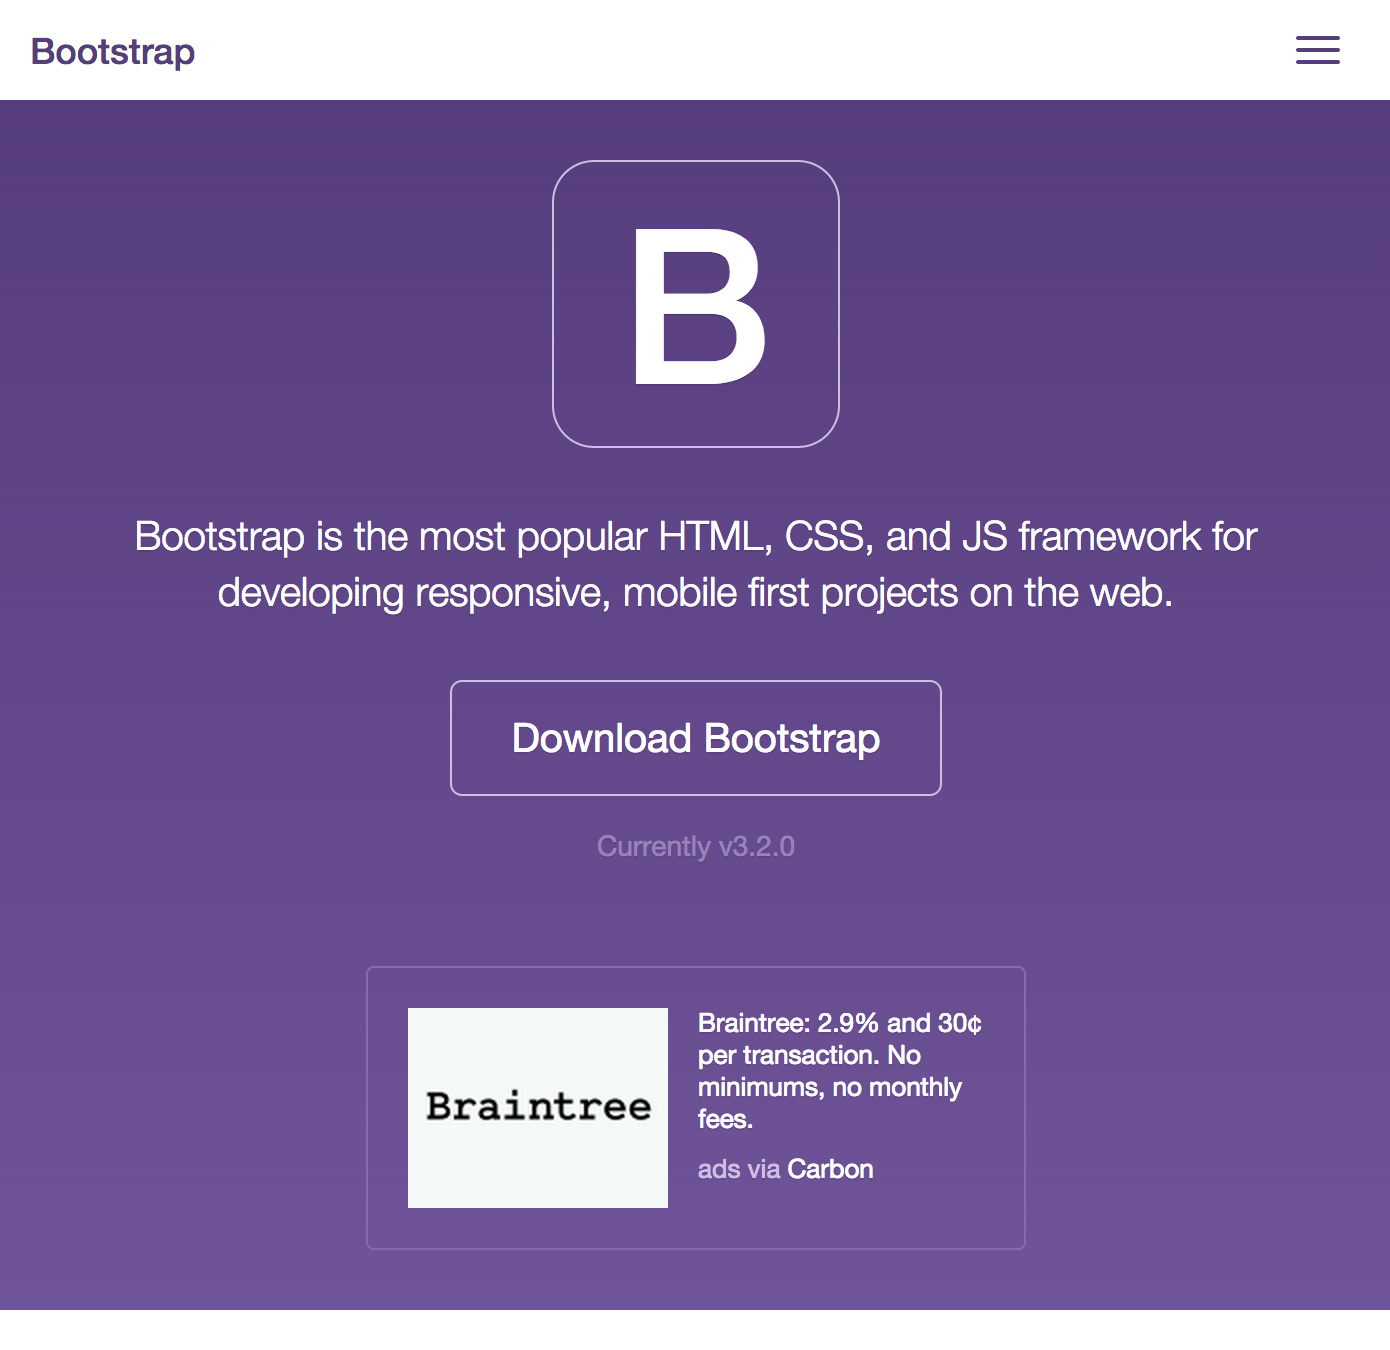 Bootstrap
B
Bootstrap is the most popular HTML, CSS, and JS framework for
developing responsive, mobile first projects on the web.
Download Bootstrap
Currently v3.2.0
Braintree
Braintree: 2.9% and 30¢
per transaction. No
minimums, no monthly
fees.
ads via Carbon